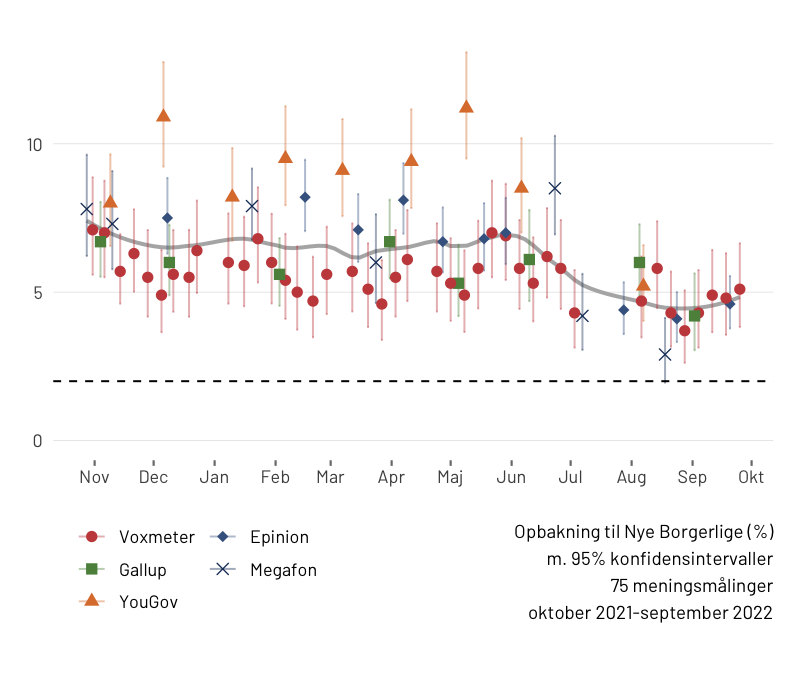 10
5
0
Nov Dec Jan Feb Mar Apr Maj Jun Jul Aug Sep Okt
Voxmeter Epinion
Gallup Megafon
YouGov
Opbakning til Nye Borgerlige (%)
m. 95% konfidensintervaller
75 meningsmålinger
oktober 2021-september 2022